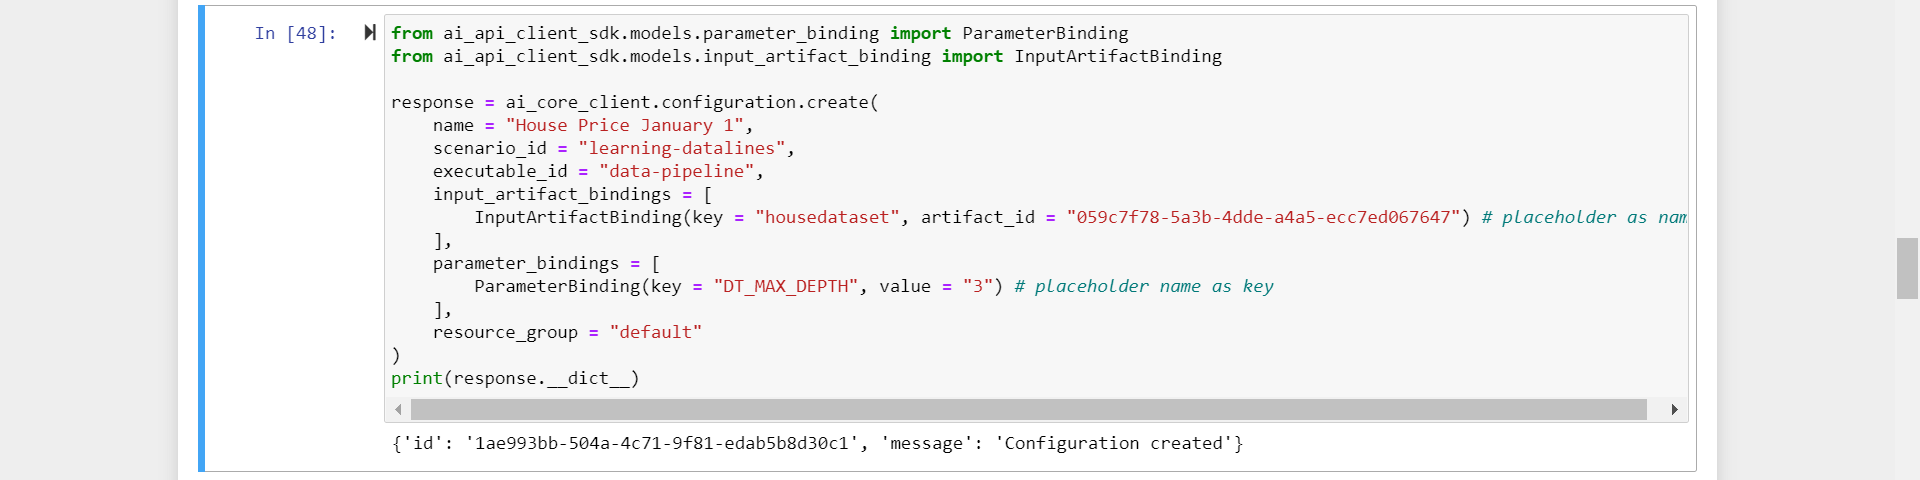 In [48]:
from ai_api_client_sdk.models.parameter_binding import ParameterBinding
from ai_api_client_sdk.models.input_artifact_binding import InputArtifactBinding

response = ai_core_client.configuration.create(
    name = "House Price January 1",
    scenario_id = "learning-datalines",
    executable_id = "data-pipeline",
    input_artifact_bindings = [
        InputArtifactBinding(key = "housedataset", artifact_id = "059c7f78-5a3b-4dde-a4a5-ecc7ed067647") # placeholder as nam
    ],
    parameter_bindings = [
        ParameterBinding(key = "DT_MAX_DEPTH", value = "3") # placeholder name as key
    ],
    resource_group = "default"
)
print(response.__dict__)
{'id': '1ae993bb-504a-4c71-9f81-edab5b8d30c1', 'message': 'Configuration created'}